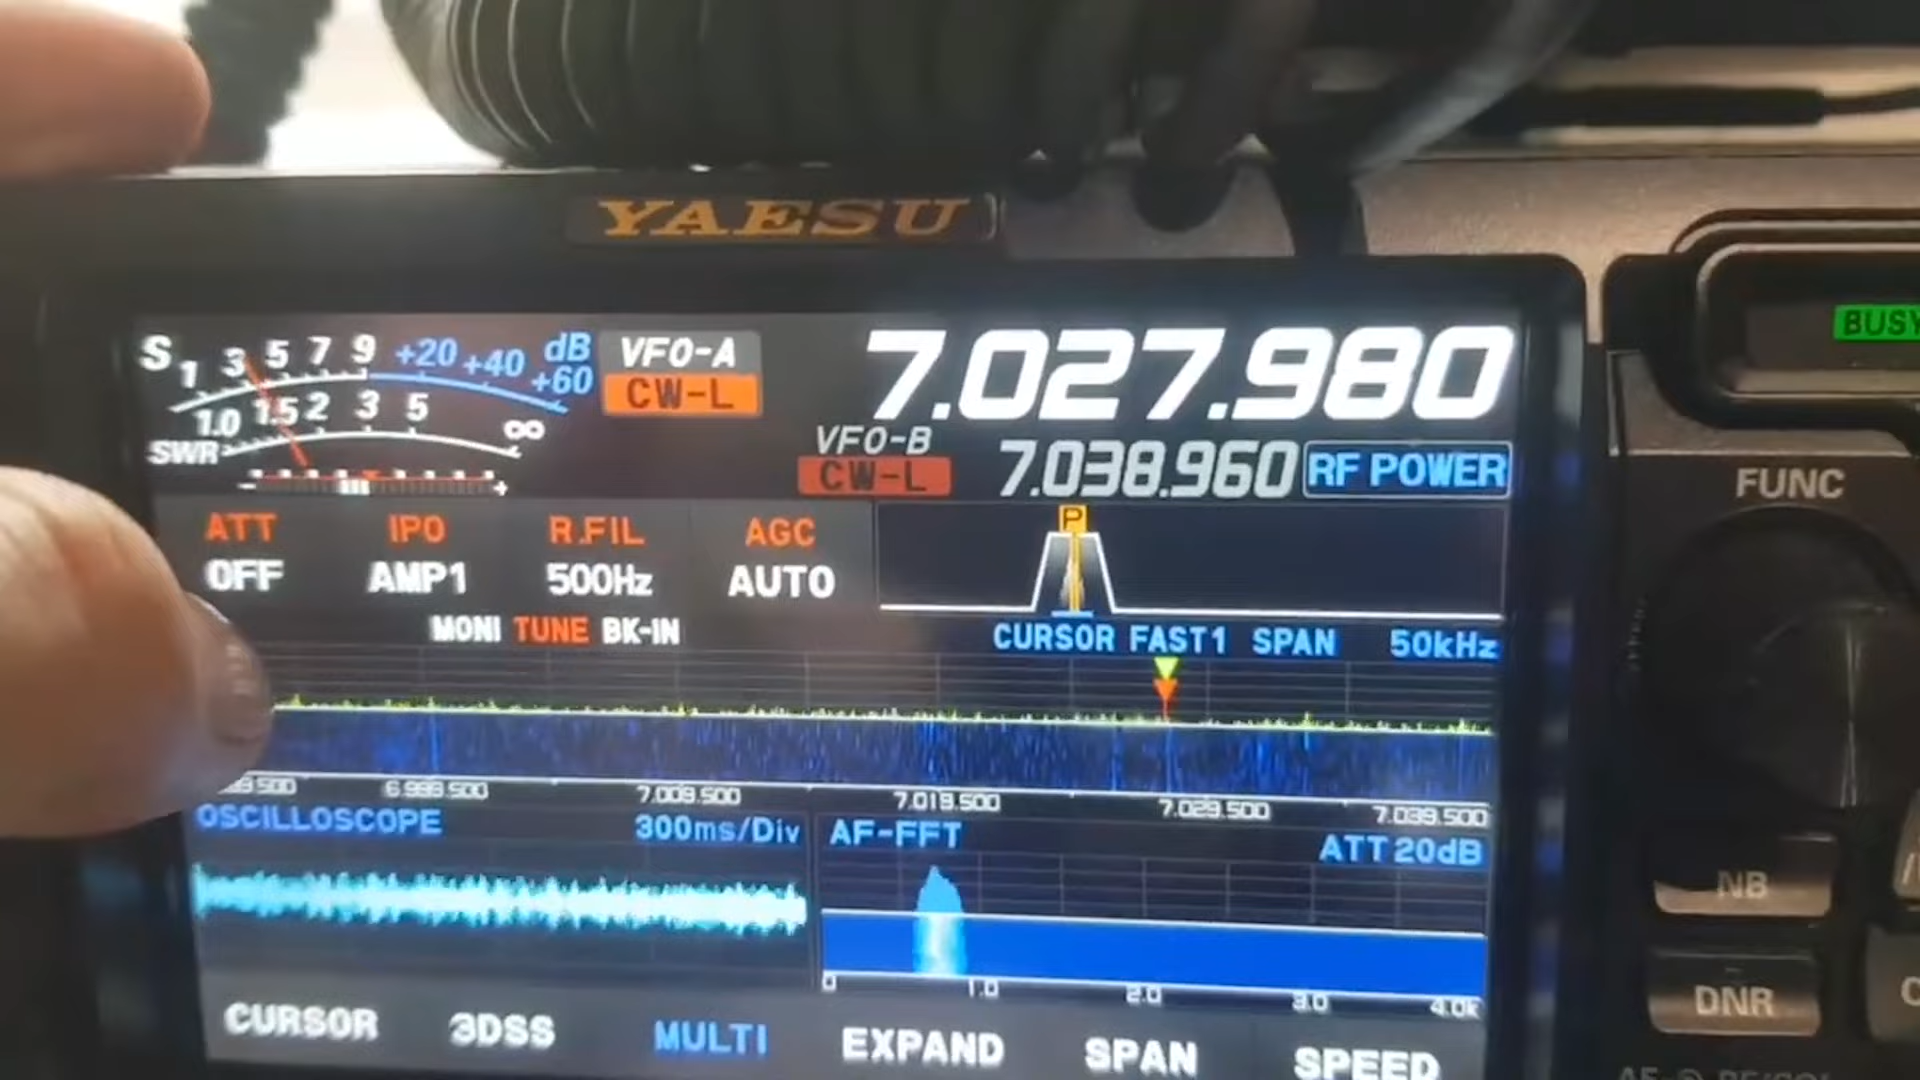 YAESU
S 1 3 5 7 9 +20 +40 +60 dB
VFO-A
CW-L
7.027.980
BUSY
SWR 1.0 1.5 2 3 5 ∞
VFO-B
CW-L
7.038.960
RF POWER
- +
FUNC
ATT IPO R.FIL AGC
OFF AMP1 500Hz AUTO
P
MONI TUNE BK-IN
CURSOR FAST1 SPAN 50kHz
6.999.500 7.009.500 7.019.500 7.029.500 7.039.500
OSCILLOSCOPE 300ms/Div
AF-FFT ATT 20dB
NB
0 1.0 2.0 3.0 4.0k
DNR
CURSOR 3DSS MULTI EXPAND SPAN SPEED